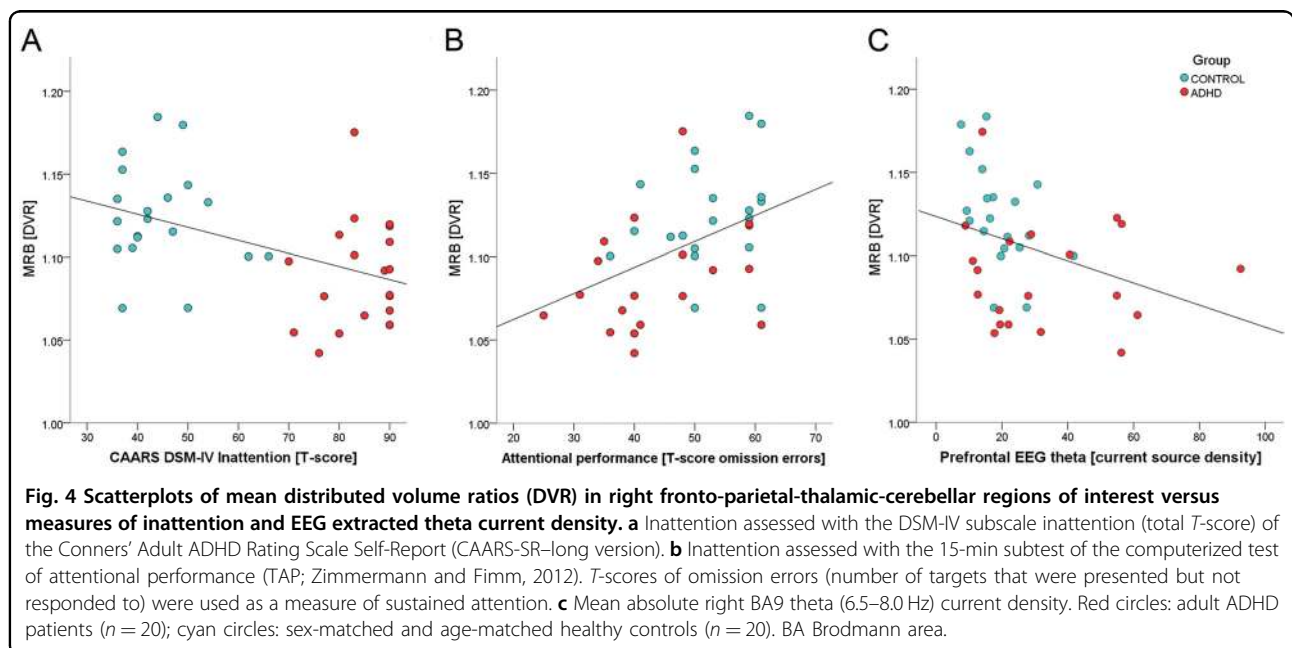 A
B
C
Group
CONTROL
ADHD
MRB [DVR]
1.20
1.15
1.10
1.05
1.00
30 40 50 60 70 80 90
CAARS DSM-IV Inattention [T-score]
MRB [DVR]
1.20
1.15
1.10
1.05
1.00
20 30 40 50 60 70
Attentional performance [T-score omission errors]
MRB [DVR]
1.20
1.15
1.10
1.05
1.00
0 20 40 60 80 100
Prefrontal EEG theta [current source density]
Fig. 4 Scatterplots of mean distributed volume ratios (DVR) in right fronto-parietal-thalamic-cerebellar regions of interest versus
measures of inattention and EEG extracted theta current density. a Inattention assessed with the DSM-IV subscale inattention (total T-score) of
the Conners' Adult ADHD Rating Scale Self-Report (CAARS-SR–long version). b Inattention assessed with the 15-min subtest of the computerized test
of attentional performance (TAP; Zimmermann and Fimm, 2012). T-scores of omission errors (number of targets that were presented but not
responded to) were used as a measure of sustained attention. c Mean absolute right BA9 theta (6.5–8.0 Hz) current density. Red circles: adult ADHD
patients (n = 20); cyan circles: sex-matched and age-matched healthy controls (n = 20). BA Brodmann area.